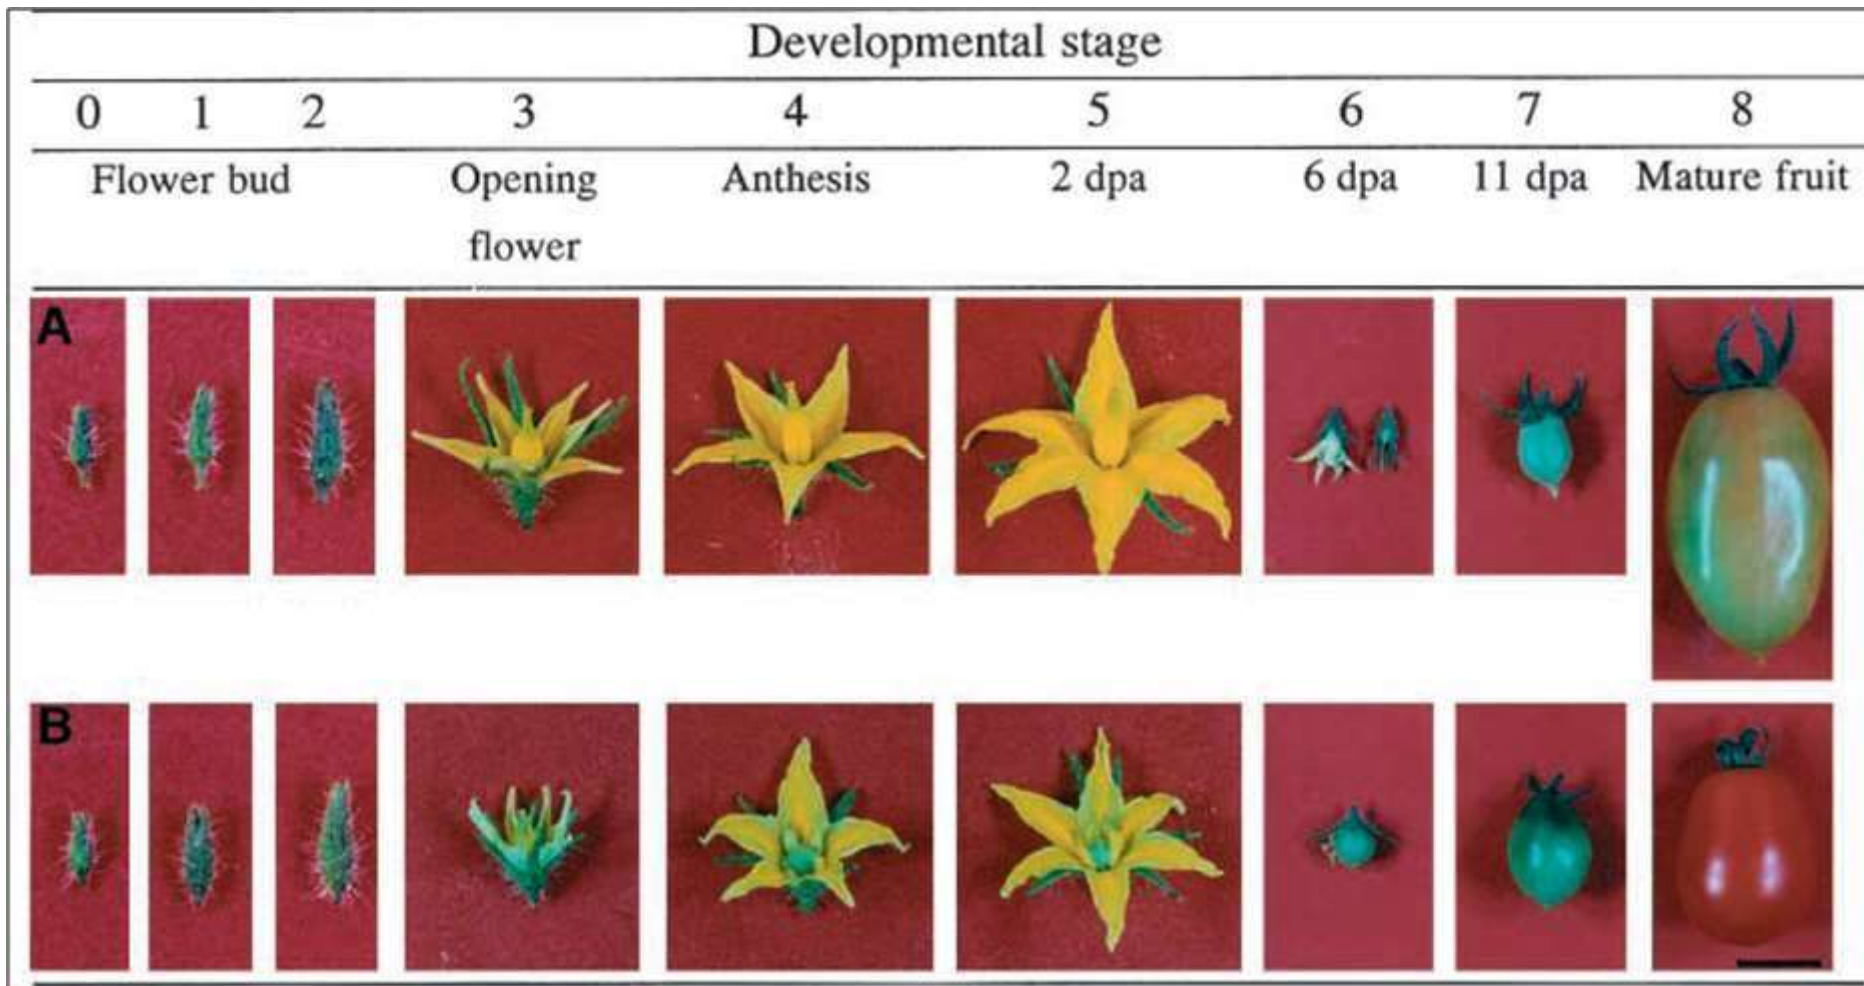 Developmental stage
0 1 2 3 4 5 6 7 8
Flower bud Opening flower Anthesis 2 dpa 6 dpa 11 dpa Mature fruit
A
B